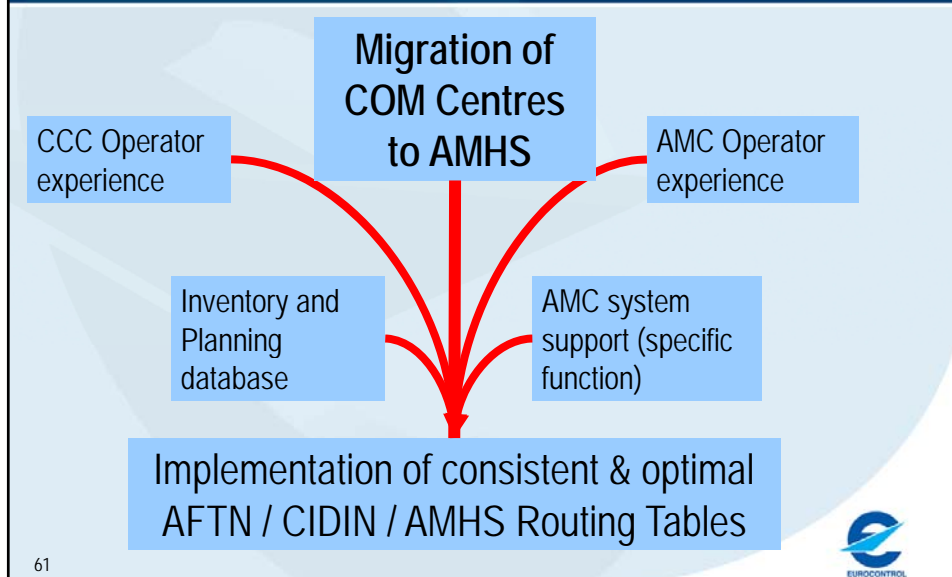 Migration of
COM Centres
to AMHS
CCC Operator
experience
AMC Operator
experience
Inventory and
Planning
database
AMC system
support (specific
function)
Implementation of consistent & optimal
AFTN / CIDIN / AMHS Routing Tables
61
EUROCONTROL